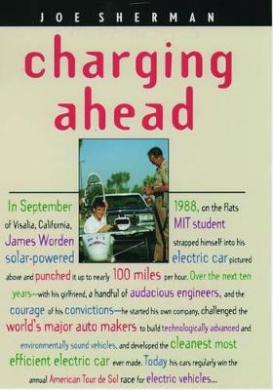 JOE SHERMAN
charging
ahead
In September
of Visalia, California,
James Worden
solar-powered
1988, on the flats
MIT student
strapped himself into his
electric car pictured
above and punched it up to nearly 100 miles per hour. Over the next ten
years—with his girlfriend, a handful of audacious engineers, and the
courage of his convictions—he started his own company, challenged the
world's major auto makers to build technologically advanced and
environmentally sound vehicles, and developed the cleanest most
efficient electric car ever made. Today his cars regularly win the
annual American Tour de Sol race for electric vehicles...